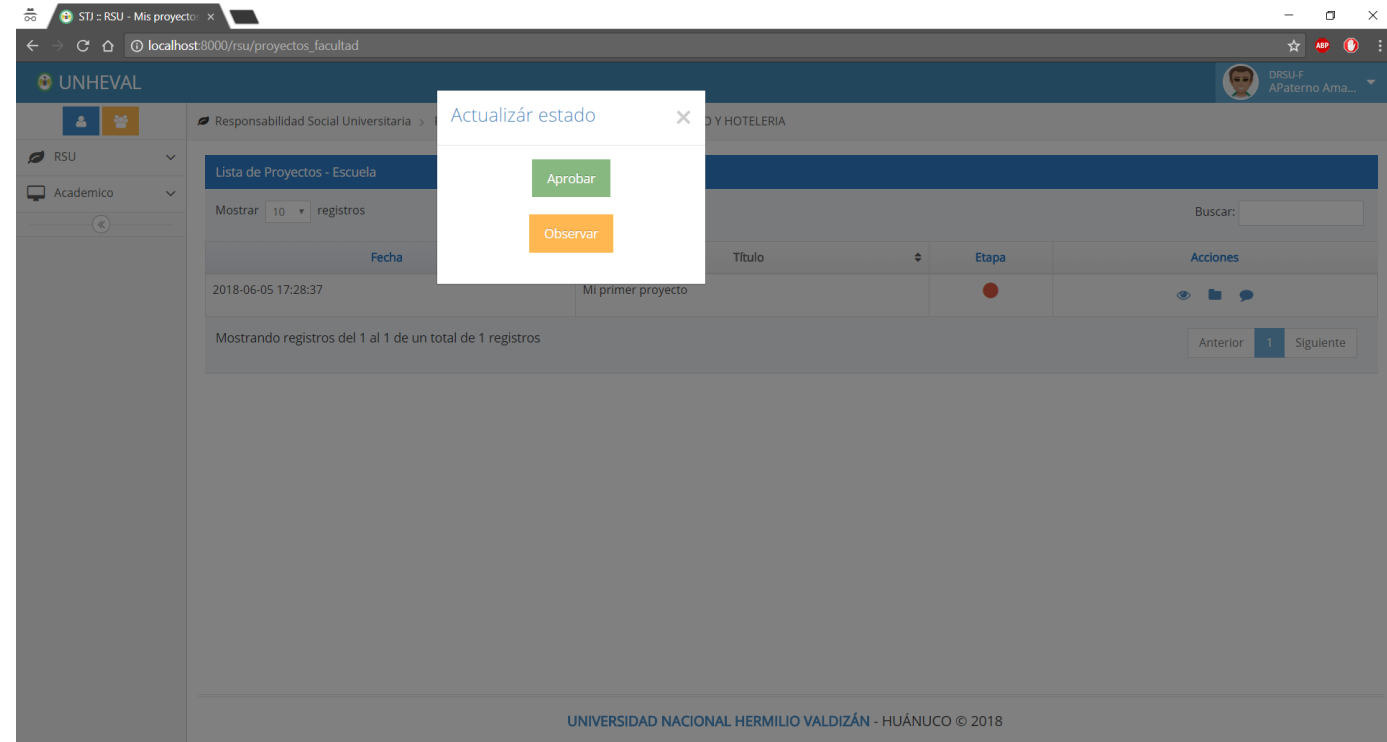 STJ :: RSU - Mis proyectos
localhost:8000/rsu/proyectos_facultad
ABP
UNHEVAL
DRSU-F
APaterno Ama...
Responsabilidad Social Universitaria >
O Y HOTELERIA
Actualizár estado
Aprobar
Observar
RSU
Academico
Lista de Proyectos - Escuela
Mostrar 10 registros
Buscar:
Fecha Título Etapa Acciones
2018-06-05 17:28:37 Mi primer proyecto
Mostrando registros del 1 al 1 de un total de 1 registros
Anterior 1 Siguiente
UNIVERSIDAD NACIONAL HERMILIO VALDIZÁN - HUÁNUCO © 2018